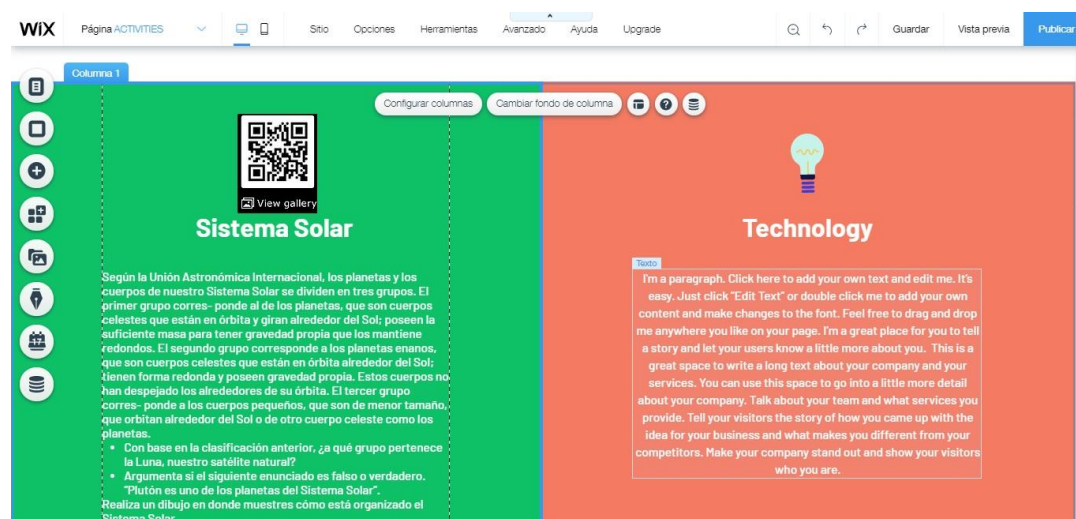 WiX
Página ACTIVITIES
Sitio
Opciones
Herramientas
Avanzado
Ayuda
Upgrade
Guardar
Vista previa
Publicar
Columna 1
Configurar columnas
Cambiar fondo de columna
View gallery
Sistema Solar
Según la Unión Astronómica Internacional, los planetas y los
cuerpos de nuestro Sistema Solar se dividen en tres grupos. El
primer grupo corres- ponde al de los planetas, que son cuerpos
celestes que están en órbita y giran alrededor del Sol; poseen la
suficiente masa para tener gravedad propia que los mantiene
redondos. El segundo grupo corresponde a los planetas enanos,
que son cuerpos celestes que están en órbita alrededor del Sol;
tienen forma redonda y poseen gravedad propia. Estos cuerpos no
han despejado los alrededores de su órbita. El tercer grupo
corres- ponde a los cuerpos pequeños, que son de menor tamaño,
que orbitan alrededor del Sol o de otro cuerpo celeste como los
planetas.
• Con base en la clasificación anterior, ¿a qué grupo pertenece
la Luna, nuestro satélite natural?
• Argumenta si el siguiente enunciado es falso o verdadero.
"Plutón es uno de los planetas del Sistema Solar".
Realiza un dibujo en donde muestres cómo está organizado el
Sistema Solar
Technology
Texto
I'm a paragraph. Click here to add your own text and edit me. It's
easy. Just click "Edit Text" or double click me to add your own
content and make changes to the font. Feel free to drag and drop
me anywhere you like on your page. I'm a great place for you to tell
a story and let your users know a little more about you. This is a
great space to write a long text about your company and your
services. You can use this space to go into a little more detail
about your company. Talk about your team and what services you
provide. Tell your visitors the story of how you came up with the
idea for your business and what makes you different from your
competitors. Make your company stand out and show your visitors
who you are.
17